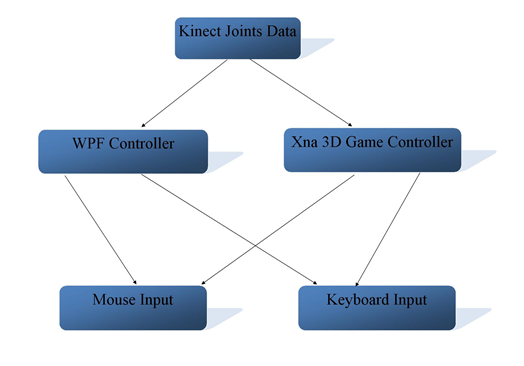 Kinect Joints Data
WPF Controller
Xna 3D Game Controller
Mouse Input
Keyboard Input